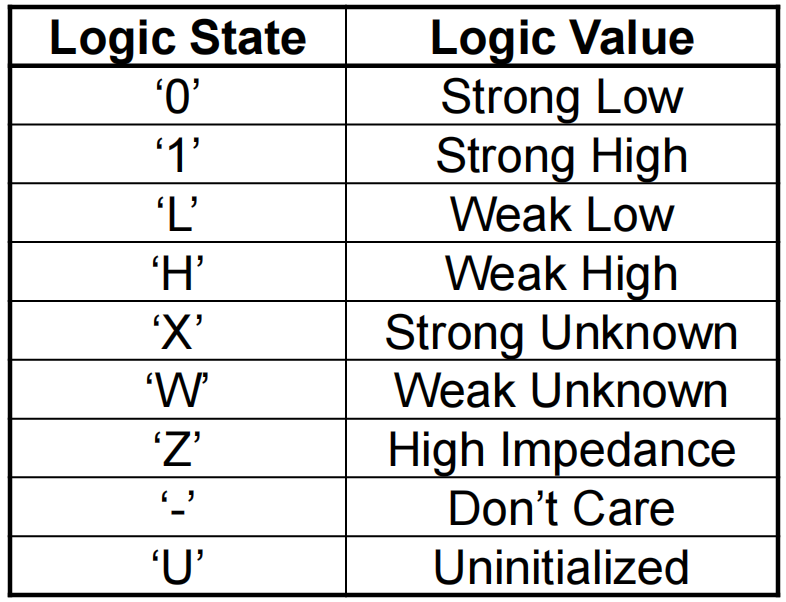 Logic State Logic Value
‘0’ Strong Low
‘1’ Strong High
‘L’ Weak Low
‘H’ Weak High
‘X’ Strong Unknown
‘W’ Weak Unknown
‘Z’ High Impedance
‘-’ Don’t Care
‘U’ Uninitialized